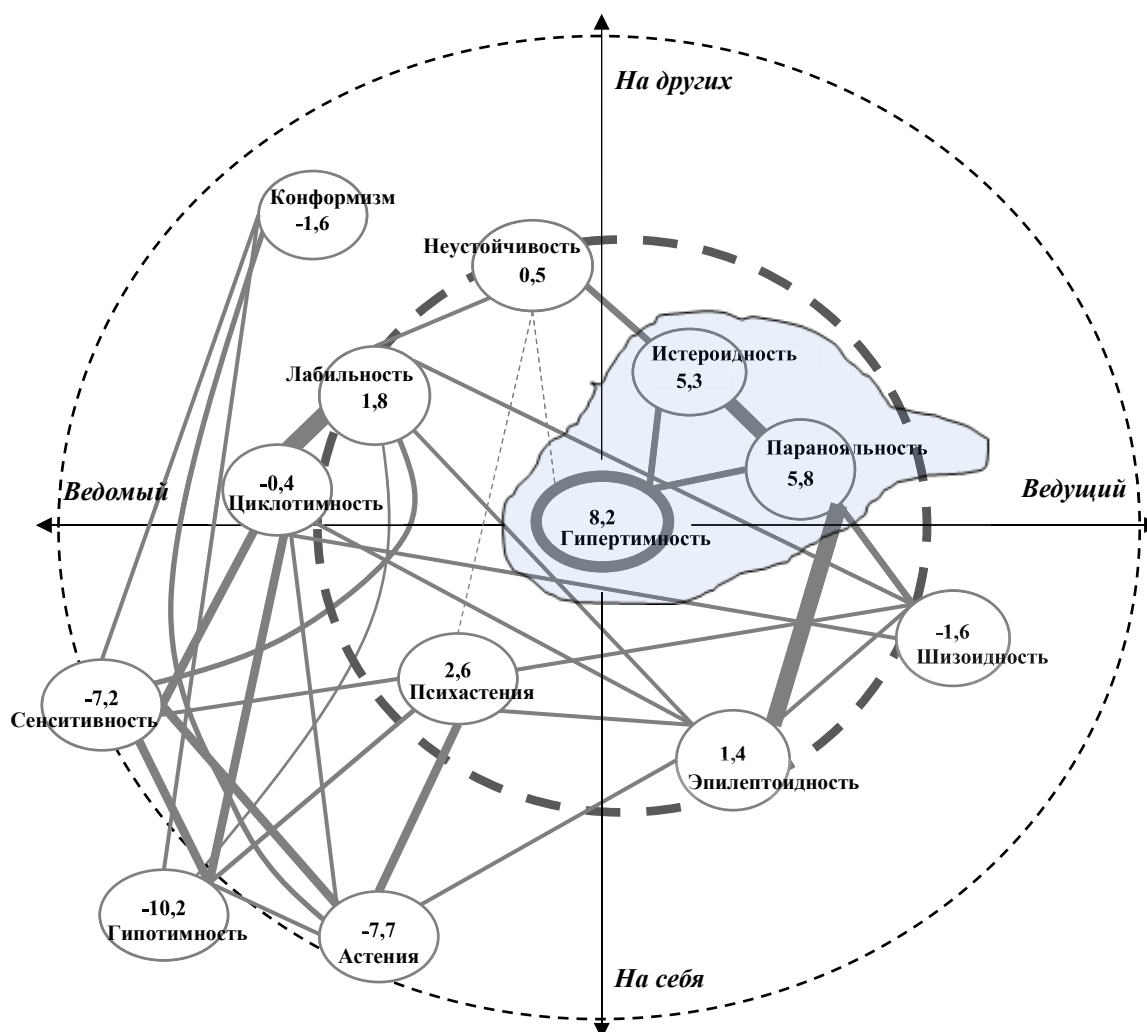 На других
Конформизм
-1,6
Неустойчивость
0,5
Истероидность
5,3
Лабильность
1,8
Паранояльность
5,8
-0,4
Циклотимность
Ведомый
Ведущий
8,2
Гипертимность
-1,6
Шизоидность
2,6
Психастения
-7,2
Сенситивность
1,4
Эпилептоидность
-10,2
Гипотимность
-7,7
Астения
На себя